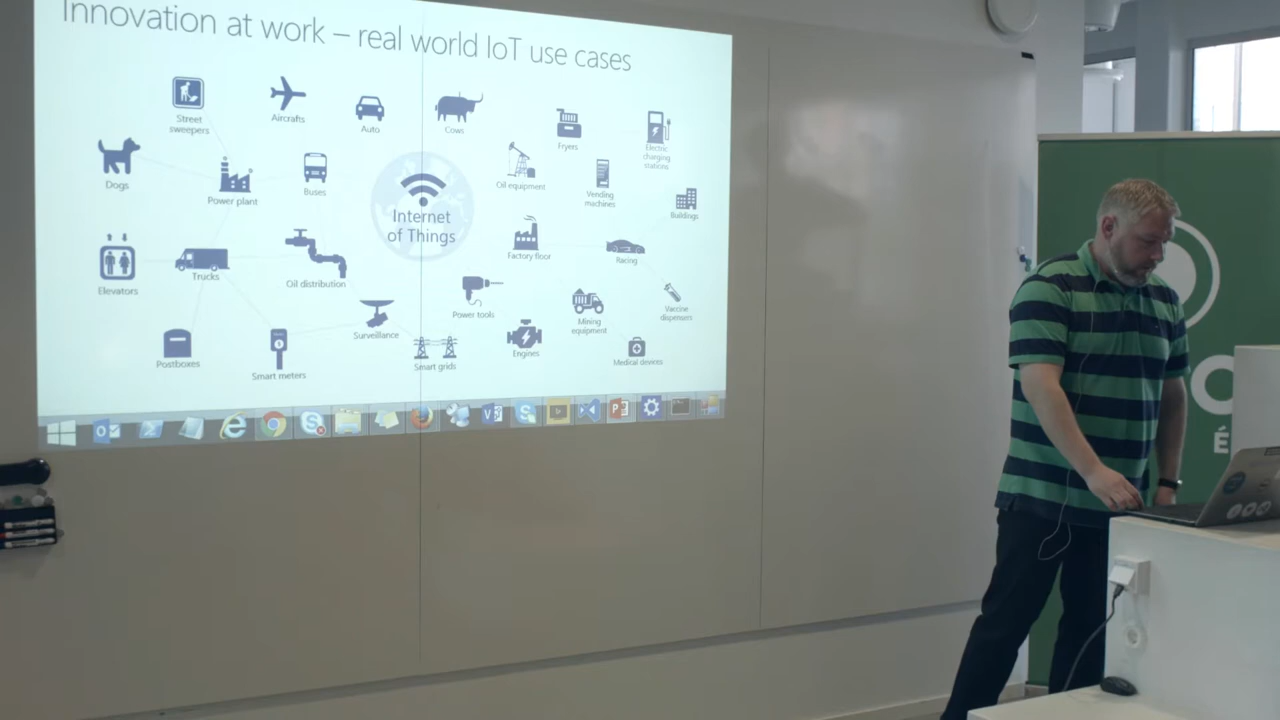 Innovation at work – real world IoT use cases
Street
sweepers
Aircrafts
Auto
Cows
Fryers
Electric
charging
stations
Dogs
Power plant
Buses
Internet
of Things
Oil equipment
Vending
machines
Buildings
Elevators
Trucks
Oil distribution
Factory floor
Racing
Postboxes
Smart meters
Surveillance
Power tools
Smart grids
Engines
Mining
equipment
Vaccine
dispensers
Medical devices
É